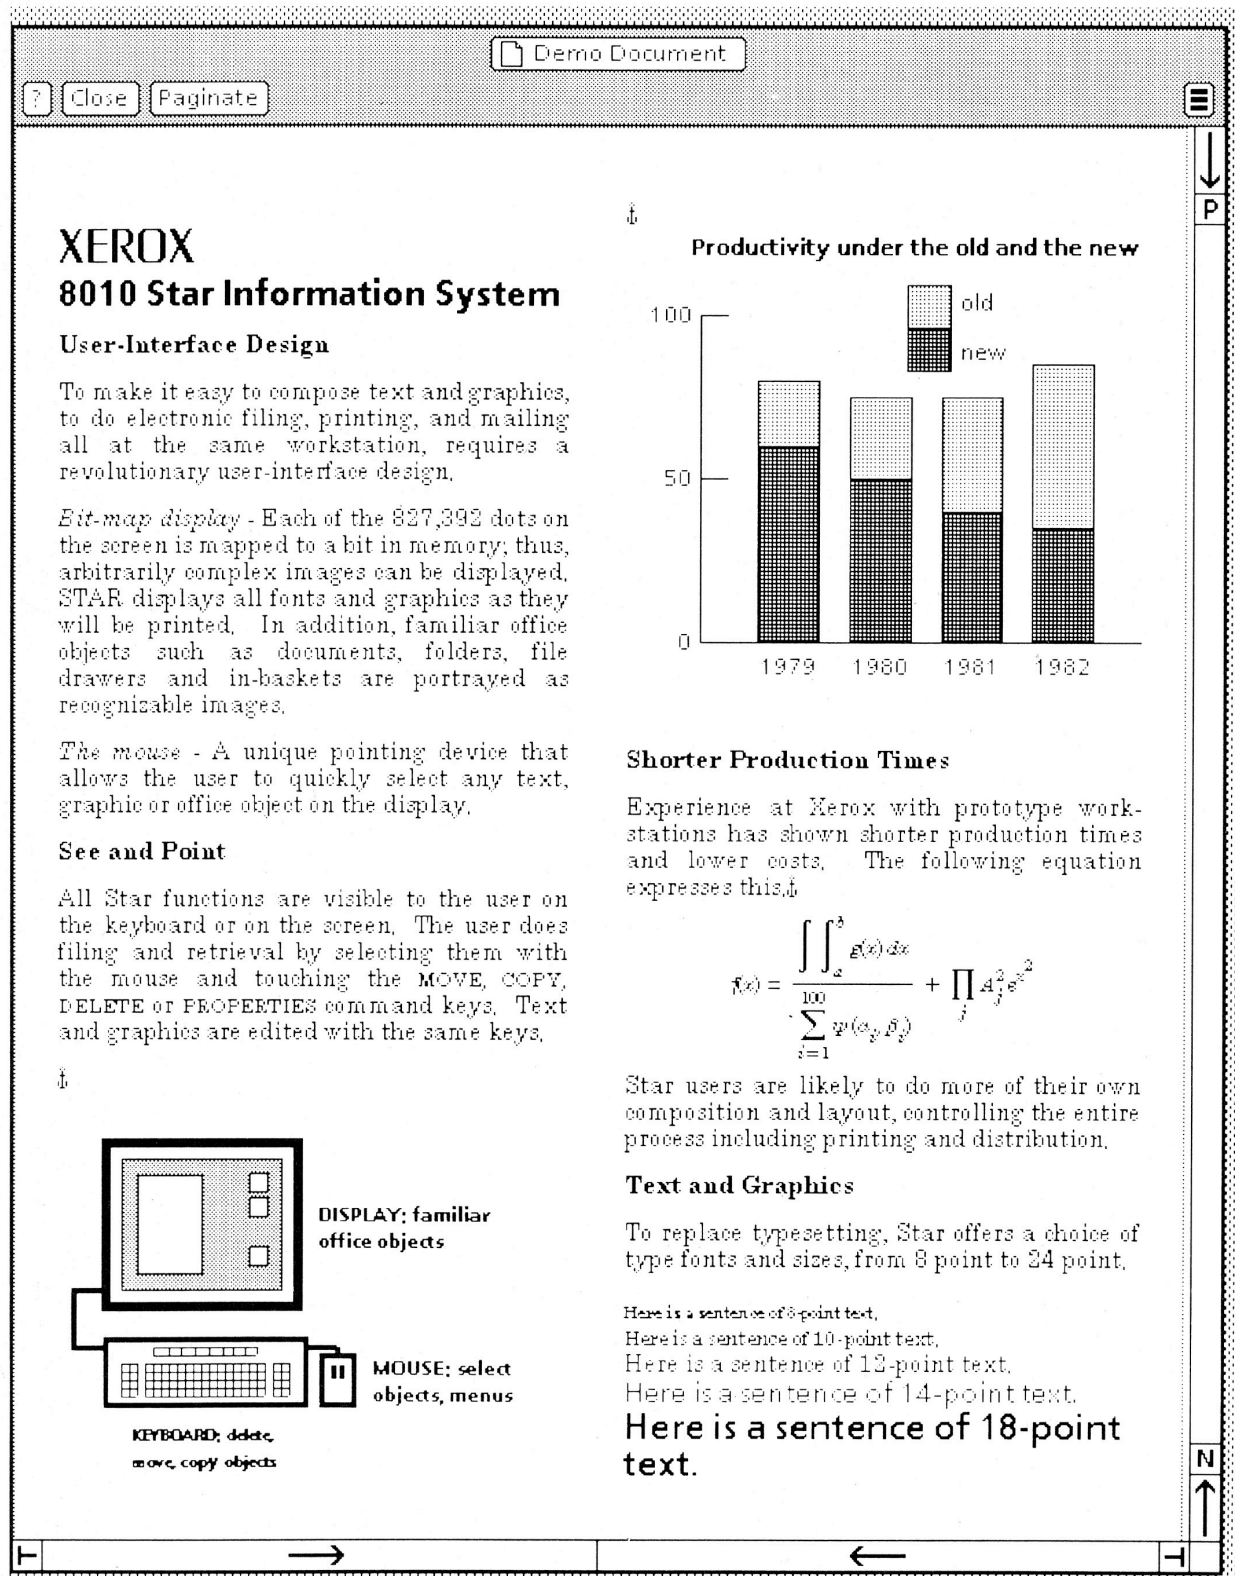 Demo Document
? Close Paginate
XEROX
8010 Star Information System
User-Interface Design
To make it easy to compose text and graphics,
to do electronic filing, printing, and mailing
all at the same workstation, requires a
revolutionary user-interface design.
Bit-map display - Each of the 827,392 dots on
the screen is mapped to a bit in memory; thus,
arbitrarily complex images can be displayed.
STAR displays all fonts and graphics as they
will be printed. In addition, familiar office
objects such as documents, folders, file
drawers and in-baskets are portrayed as
recognizable images.
The mouse - A unique pointing device that
allows the user to quickly select any text,
graphic or office object on the display.
See and Point
All Star functions are visible to the user on
the keyboard or on the screen. The user does
filing and retrieval by selecting them with
the mouse and touching the MOVE, COPY,
DELETE or PROPERTIES command keys. Text
and graphics are edited with the same keys.
DISPLAY: familiar
office objects
MOUSE: select
objects, menus
KEYBOARD: delete,
move, copy objects
Productivity under the old and the new
old
new
100
50
0
1979 1980 1981 1982
Shorter Production Times
Experience at Xerox with prototype work-
stations has shown shorter production times
and lower costs. The following equation
expresses this.
f(x) = ∫∫_a^b g(x) dx / ∑_{i=1}^{100} Ψ(α_i, β_i) + ∏_j A_j^2 e^{x^2}
Star users are likely to do more of their own
composition and layout, controlling the entire
process including printing and distribution.
Text and Graphics
To replace typesetting, Star offers a choice of
type fonts and sizes, from 8 point to 24 point.
Here is a sentence of 8-point text.
Here is a sentence of 10-point text.
Here is a sentence of 12-point text.
Here is a sentence of 14-point text.
Here is a sentence of 18-point
text.
P
N